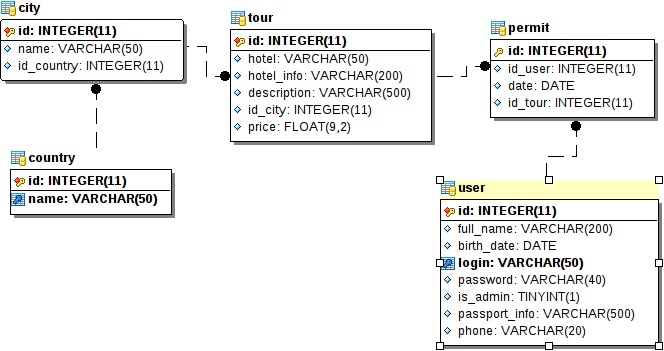 city
id: INTEGER(11)
name: VARCHAR(50)
id_country: INTEGER(11)
tour
id: INTEGER(11)
hotel: VARCHAR(50)
hotel_info: VARCHAR(200)
description: VARCHAR(500)
id_city: INTEGER(11)
price: FLOAT(9,2)
permit
id: INTEGER(11)
id_user: INTEGER(11)
date: DATE
id_tour: INTEGER(11)
country
id: INTEGER(11)
name: VARCHAR(50)
user
id: INTEGER(11)
full_name: VARCHAR(200)
birth_date: DATE
login: VARCHAR(50)
password: VARCHAR(40)
is_admin: TINYINT(1)
passport_info: VARCHAR(500)
phone: VARCHAR(20)